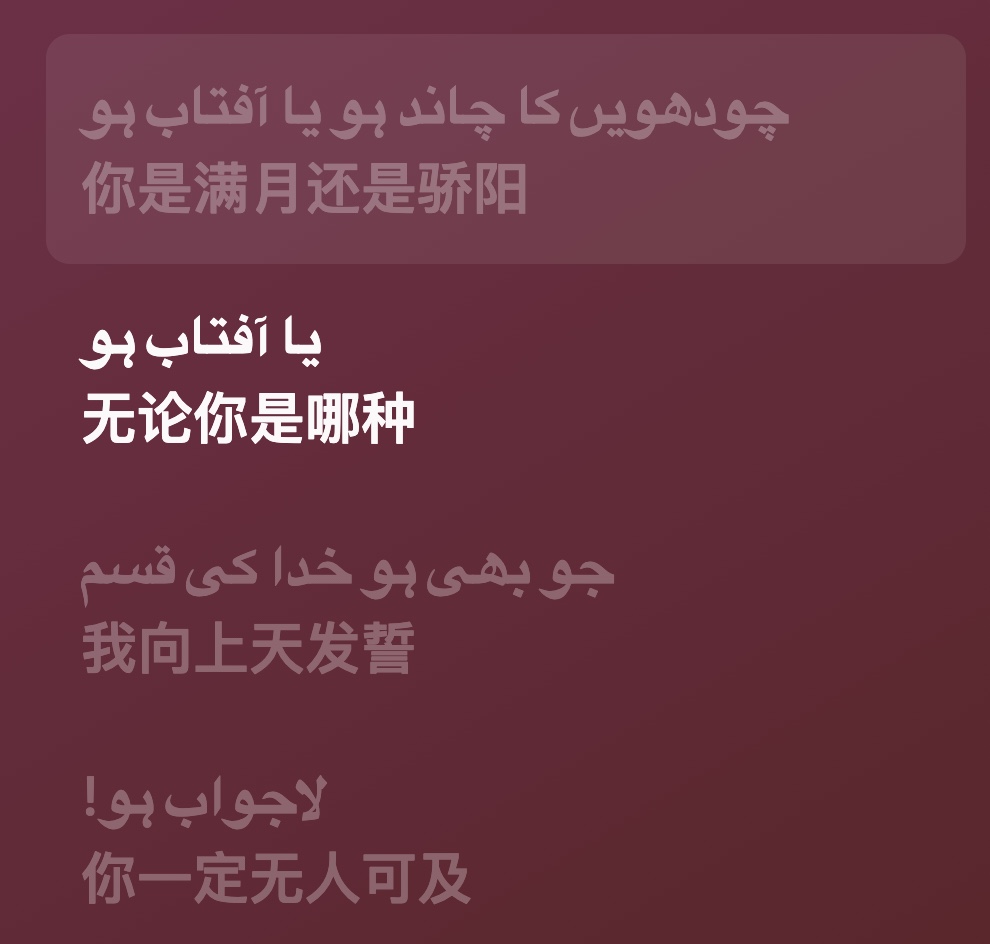 چودھویں کا چاند ہو یا آفتاب ہو
你是满月还是骄阳
یا آفتاب ہو
无论你是哪种
جو بھی ہو خدا کی قسم
我向上天发誓
لاجواب ہو!
你一定无人可及